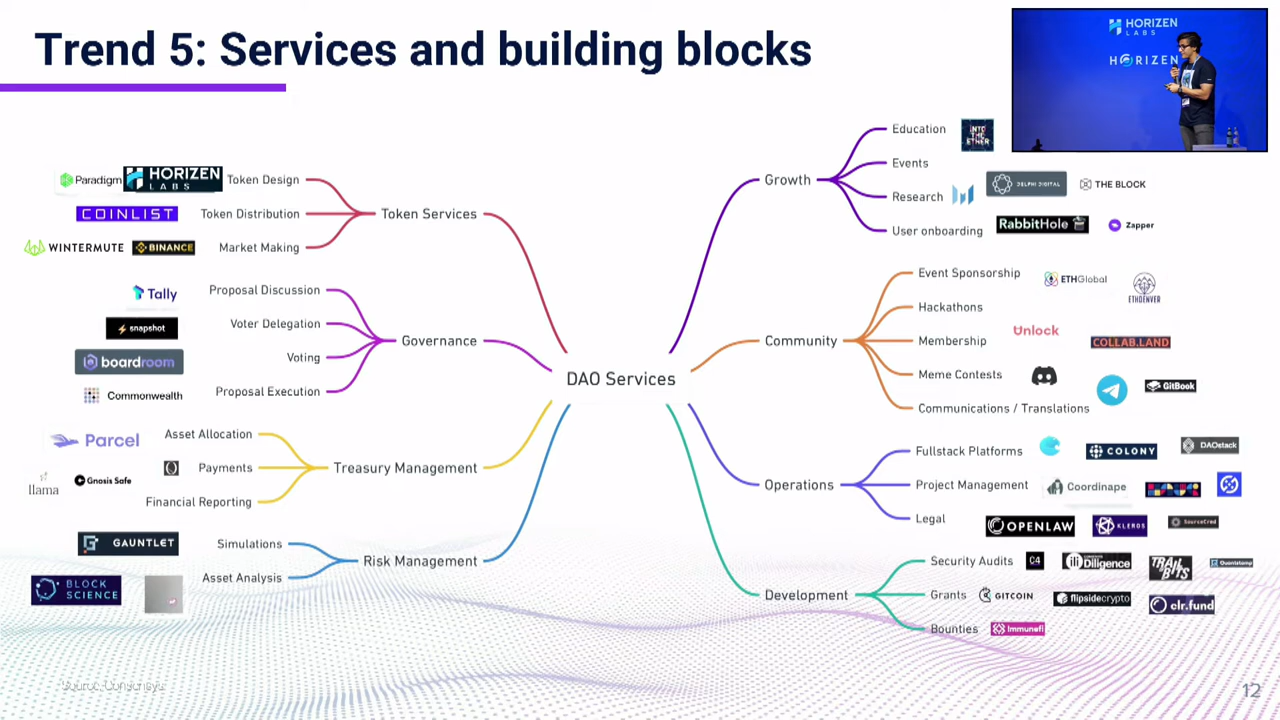 Trend 5: Services and building blocks
HORIZEN
LABS
HORIZEN
Paradigm
HORIZEN
LABS
Token Design
COINLIST
Token Distribution
Token Services
WINTERMUTE
BINANCE
Market Making
Tally
Proposal Discussion
snapshot
Voter Delegation
Governance
boardroom
Voting
Commonwealth
Proposal Execution
Parcel
Asset Allocation
Payments
Treasury Management
llama
Gnosis Safe
Financial Reporting
GAUNTLET
Simulations
Risk Management
BLOCK
SCIENCE
Asset Analysis
DAO Services
Growth
Education
INTO
THE
ETHER
Events
Research
DELPHI DIGITAL
THE BLOCK
User onboarding
RabbitHole
Zapper
Community
Event Sponsorship
ETHGlobal
ETHDENVER
Hackathons
Membership
Unlock
COLLAB.LAND
Meme Contests
GitBook
Communications / Translations
Operations
Fullstack Platforms
COLONY
DAOstack
Project Management
Coordinape
Legal
OPENLAW
KLEROS
SourceCred
Development
Security Audits
C4
Diligence
TRAIL
BITS
Quantstamp
Grants
GITCOIN
flipsidecrypto
clr.fund
Bounties
Immunefi
12